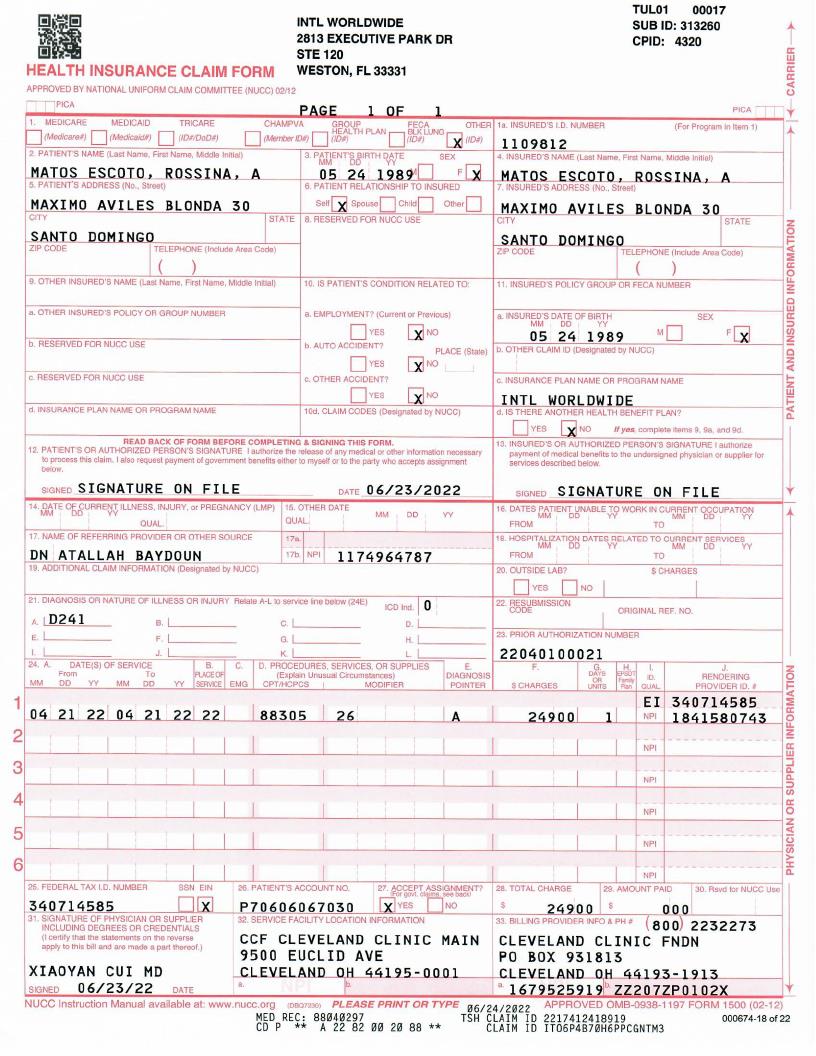 TUL01 00017
INTL WORLDWIDE
SUB ID: 313260
2813 EXECUTIVE PARK DR
CPID: 4320
STE 120
WESTON, FL 33331
HEALTH INSURANCE CLAIM FORM
APPROVED BY NATIONAL UNIFORM CLAIM COMMITTEE (NUCC) 02/12
PICA PAGE 1 OF 1 PICA
CARRIER
1. MEDICARE MEDICAID TRICARE CHAMPVA GROUP HEALTH PLAN FECA BLK LUNG OTHER
(Medicare#) (Medicaid#) (ID#/DoD#) (Member ID#) (ID#) (ID#) X (ID#)
1a. INSURED'S I.D. NUMBER (For Program in Item 1)
1109812
2. PATIENT'S NAME (Last Name, First Name, Middle Initial)
MATOS ESCOTO, ROSSINA, A
3. PATIENT'S BIRTH DATE SEX
MM DD YY
05 24 1989 M F X
4. INSURED'S NAME (Last Name, First Name, Middle Initial)
MATOS ESCOTO, ROSSINA, A
5. PATIENT'S ADDRESS (No., Street)
MAXIMO AVILES BLONDA 30
6. PATIENT RELATIONSHIP TO INSURED
Self X Spouse Child Other
7. INSURED'S ADDRESS (No., Street)
MAXIMO AVILES BLONDA 30
CITY STATE
SANTO DOMINGO
8. RESERVED FOR NUCC USE
CITY STATE
SANTO DOMINGO
ZIP CODE TELEPHONE (Include Area Code)
( )
ZIP CODE TELEPHONE (Include Area Code)
( )
9. OTHER INSURED'S NAME (Last Name, First Name, Middle Initial)
10. IS PATIENT'S CONDITION RELATED TO:
11. INSURED'S POLICY GROUP OR FECA NUMBER
a. OTHER INSURED'S POLICY OR GROUP NUMBER
a. EMPLOYMENT? (Current or Previous)
YES X NO
a. INSURED'S DATE OF BIRTH SEX
MM DD YY
05 24 1989 M F X
b. RESERVED FOR NUCC USE
b. AUTO ACCIDENT? PLACE (State)
YES X NO
b. OTHER CLAIM ID (Designated by NUCC)
c. RESERVED FOR NUCC USE
c. OTHER ACCIDENT?
YES X NO
c. INSURANCE PLAN NAME OR PROGRAM NAME
INTL WORLDWIDE
d. INSURANCE PLAN NAME OR PROGRAM NAME
10d. CLAIM CODES (Designated by NUCC)
d. IS THERE ANOTHER HEALTH BENEFIT PLAN?
YES X NO If yes, complete items 9, 9a, and 9d.
PATIENT AND INSURED INFORMATION
READ BACK OF FORM BEFORE COMPLETING & SIGNING THIS FORM.
12. PATIENT'S OR AUTHORIZED PERSON'S SIGNATURE I authorize the release of any medical or other information necessary
to process this claim. I also request payment of government benefits either to myself or to the party who accepts assignment
below.
SIGNED SIGNATURE ON FILE DATE 06/23/2022
13. INSURED'S OR AUTHORIZED PERSON'S SIGNATURE I authorize
payment of medical benefits to the undersigned physician or supplier for
services described below.
SIGNED SIGNATURE ON FILE
14. DATE OF CURRENT ILLNESS, INJURY, or PREGNANCY (LMP)
MM DD YY
QUAL.
15. OTHER DATE
QUAL. MM DD YY
16. DATES PATIENT UNABLE TO WORK IN CURRENT OCCUPATION
MM DD YY MM DD YY
FROM TO
17. NAME OF REFERRING PROVIDER OR OTHER SOURCE
DN ATALLAH BAYDOUN
17a.
17b. NPI 1174964787
18. HOSPITALIZATION DATES RELATED TO CURRENT SERVICES
MM DD YY MM DD YY
FROM TO
19. ADDITIONAL CLAIM INFORMATION (Designated by NUCC)
20. OUTSIDE LAB? $ CHARGES
YES NO
21. DIAGNOSIS OR NATURE OF ILLNESS OR INJURY Relate A-L to service line below (24E) ICD Ind. 0
A. D241 B. C. D.
E. F. G. H.
I. J. K. L.
22. RESUBMISSION CODE ORIGINAL REF. NO.
23. PRIOR AUTHORIZATION NUMBER
22040100021
24. A. DATE(S) OF SERVICE B. C. D. PROCEDURES, SERVICES, OR SUPPLIES E. F. G. H. I. J.
From To PLACE OF (Explain Unusual Circumstances) DIAGNOSIS DAYS OR UNITS EPSDT Family Plan ID. RENDERING
MM DD YY MM DD YY SERVICE EMG CPT/HCPCS MODIFIER POINTER $ CHARGES QUAL. PROVIDER ID. #
1 EI 340714585
04 21 22 04 21 22 22 88305 26 A 24900 1 NPI 1841580743
2 NPI
3 NPI
4 NPI
5 NPI
6 NPI
PHYSICIAN OR SUPPLIER INFORMATION
25. FEDERAL TAX I.D. NUMBER SSN EIN
340714585 X
26. PATIENT'S ACCOUNT NO.
P70606067030
27. ACCEPT ASSIGNMENT?
(For govt. claims, see back)
X YES NO
28. TOTAL CHARGE
$ 24900
29. AMOUNT PAID
$ 000
30. Rsvd for NUCC Use
31. SIGNATURE OF PHYSICIAN OR SUPPLIER
INCLUDING DEGREES OR CREDENTIALS
(I certify that the statements on the reverse
apply to this bill and are made a part thereof.)
XIAOYAN CUI MD
SIGNED 06/23/22 DATE
32. SERVICE FACILITY LOCATION INFORMATION
CCF CLEVELAND CLINIC MAIN
9500 EUCLID AVE
CLEVELAND OH 44195-0001
a. NPI b.
33. BILLING PROVIDER INFO & PH # (800) 2232273
CLEVELAND CLINIC FNDN
PO BOX 931813
CLEVELAND OH 44193-1913
a. 1679525919 b. ZZ207ZP0102X
NUCC Instruction Manual available at: www.nucc.org (DBQ7230) PLEASE PRINT OR TYPE APPROVED OMB-0938-1197 FORM 1500 (02-12)
06/24/2022
MED REC: 88040297 TSH CLAIM ID 2217412418919 000674-18 of 22
CD P ** A 22 82 00 20 88 ** CLAIM ID ITO6P4B70H6PPCGNTM3